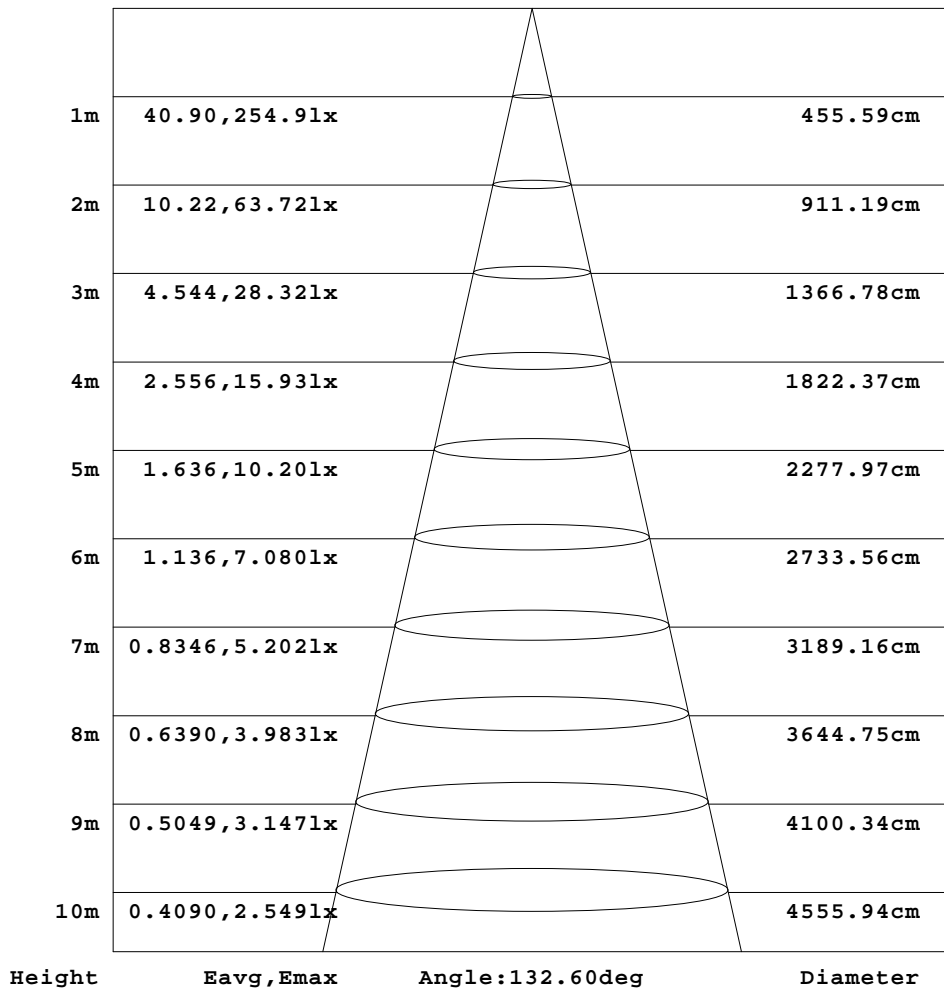 1m 40.90,254.9lx 455.59cm
2m 10.22,63.72lx 911.19cm
3m 4.544,28.32lx 1366.78cm
4m 2.556,15.93lx 1822.37cm
5m 1.636,10.20lx 2277.97cm
6m 1.136,7.080lx 2733.56cm
7m 0.8346,5.202lx 3189.16cm
8m 0.6390,3.983lx 3644.75cm
9m 0.5049,3.147lx 4100.34cm
10m 0.4090,2.549lx 4555.94cm
Height Eavg,Emax Angle:132.60deg Diameter